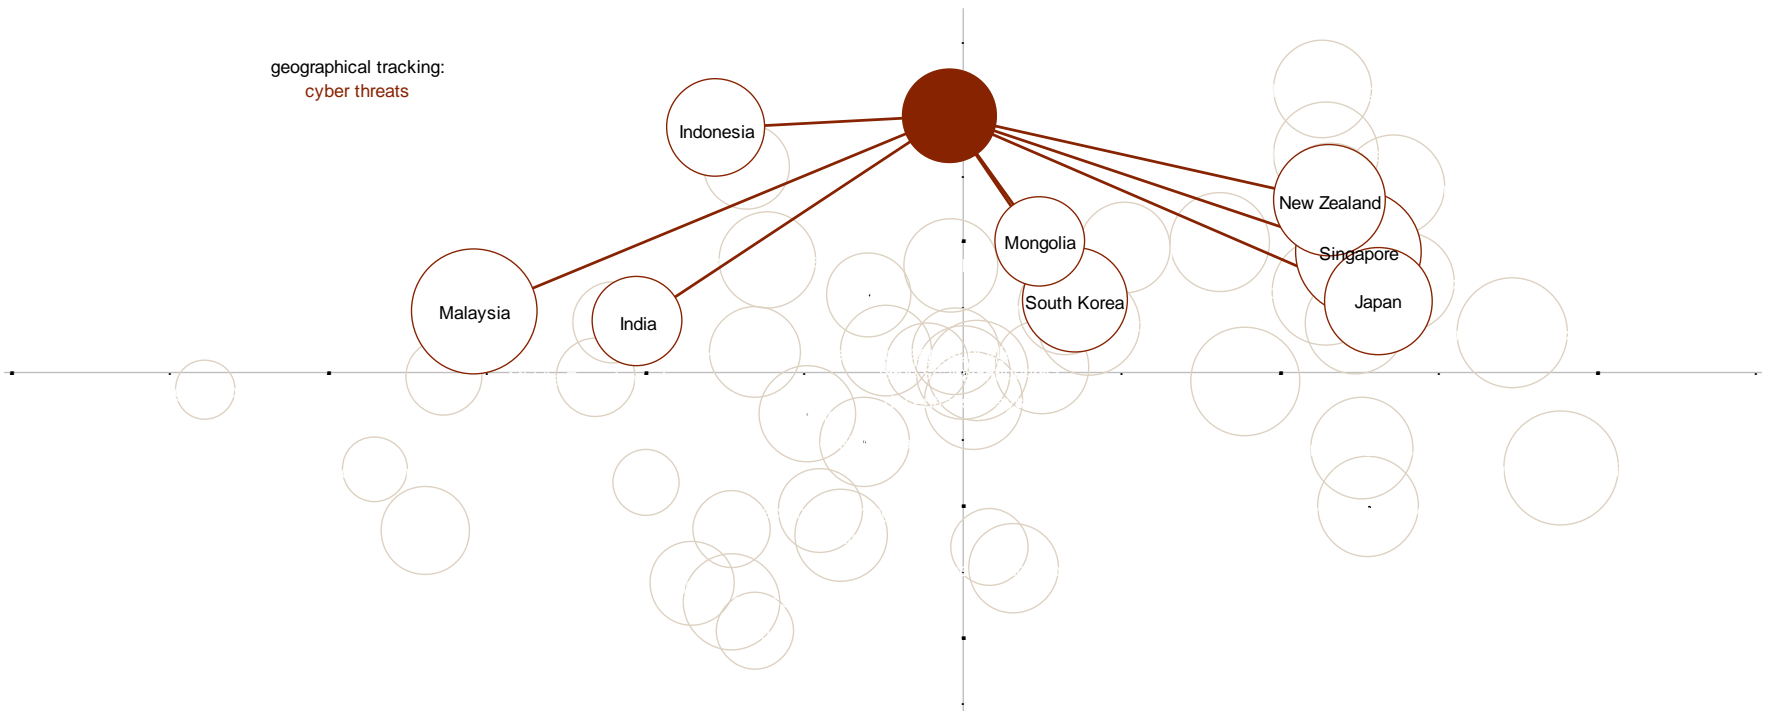 geographical tracking:
cyber threats
Indonesia
New Zealand
Mongolia
Singapore
South Korea
Japan
Malaysia
India